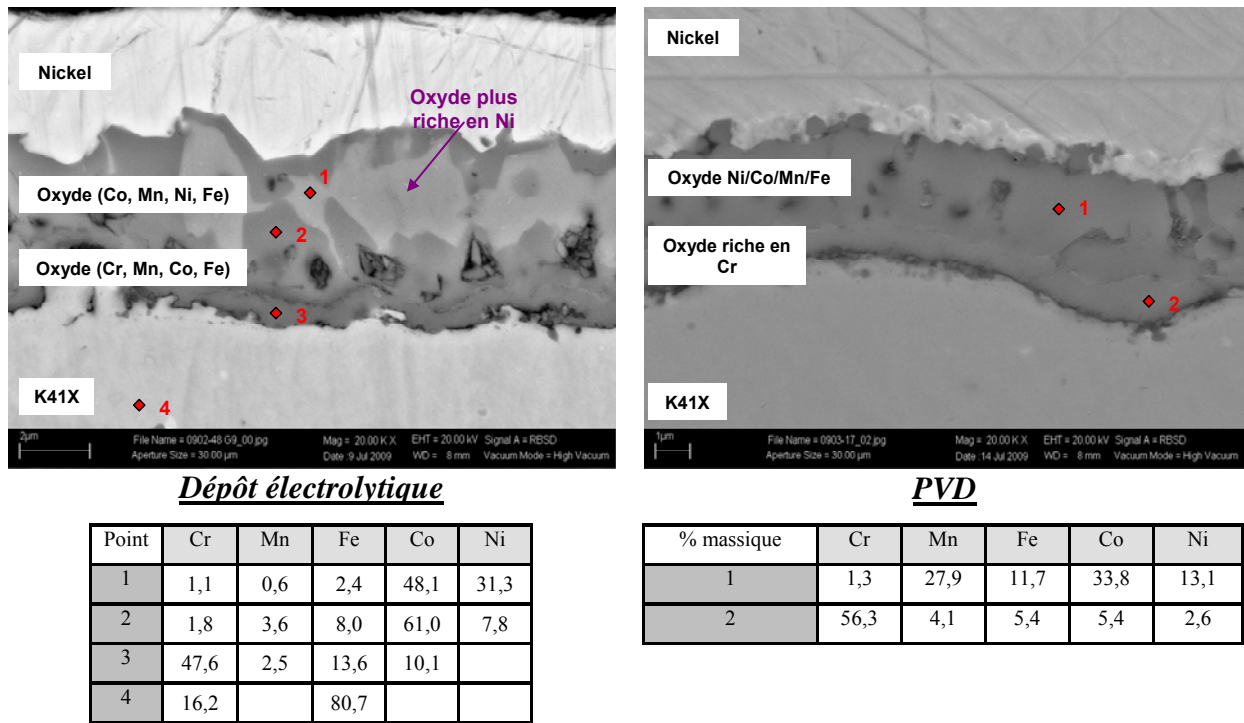 Nickel
Oxyde plus
riche en Ni
1
Oxyde (Co, Mn, Ni, Fe)
2
Oxyde (Cr, Mn, Co, Fe)
3
K41X
4
2µm
File Name = 0902-48 G9_00.jpg
Mag = 20.00 K X EHT = 20.00 kV Signal A = RBSD
Aperture Size = 30.00 µm
Date :9 Jul 2009 WD = 8 mm Vacuum Mode = High Vacuum
Nickel
Oxyde Ni/Co/Mn/Fe
1
Oxyde riche en
Cr
2
K41X
1µm
File Name = 0903-17_02.jpg
Mag = 20.00 K X EHT = 20.00 kV Signal A = RBSD
Aperture Size = 30.00 µm
Date :14 Jul 2009 WD = 8 mm Vacuum Mode = High Vacuum
Dépôt électrolytique
Point Cr Mn Fe Co Ni
1 1,1 0,6 2,4 48,1 31,3
2 1,8 3,6 8,0 61,0 7,8
3 47,6 2,5 13,6 10,1
4 16,2 80,7
PVD
% massique Cr Mn Fe Co Ni
1 1,3 27,9 11,7 33,8 13,1
2 56,3 4,1 5,4 5,4 2,6